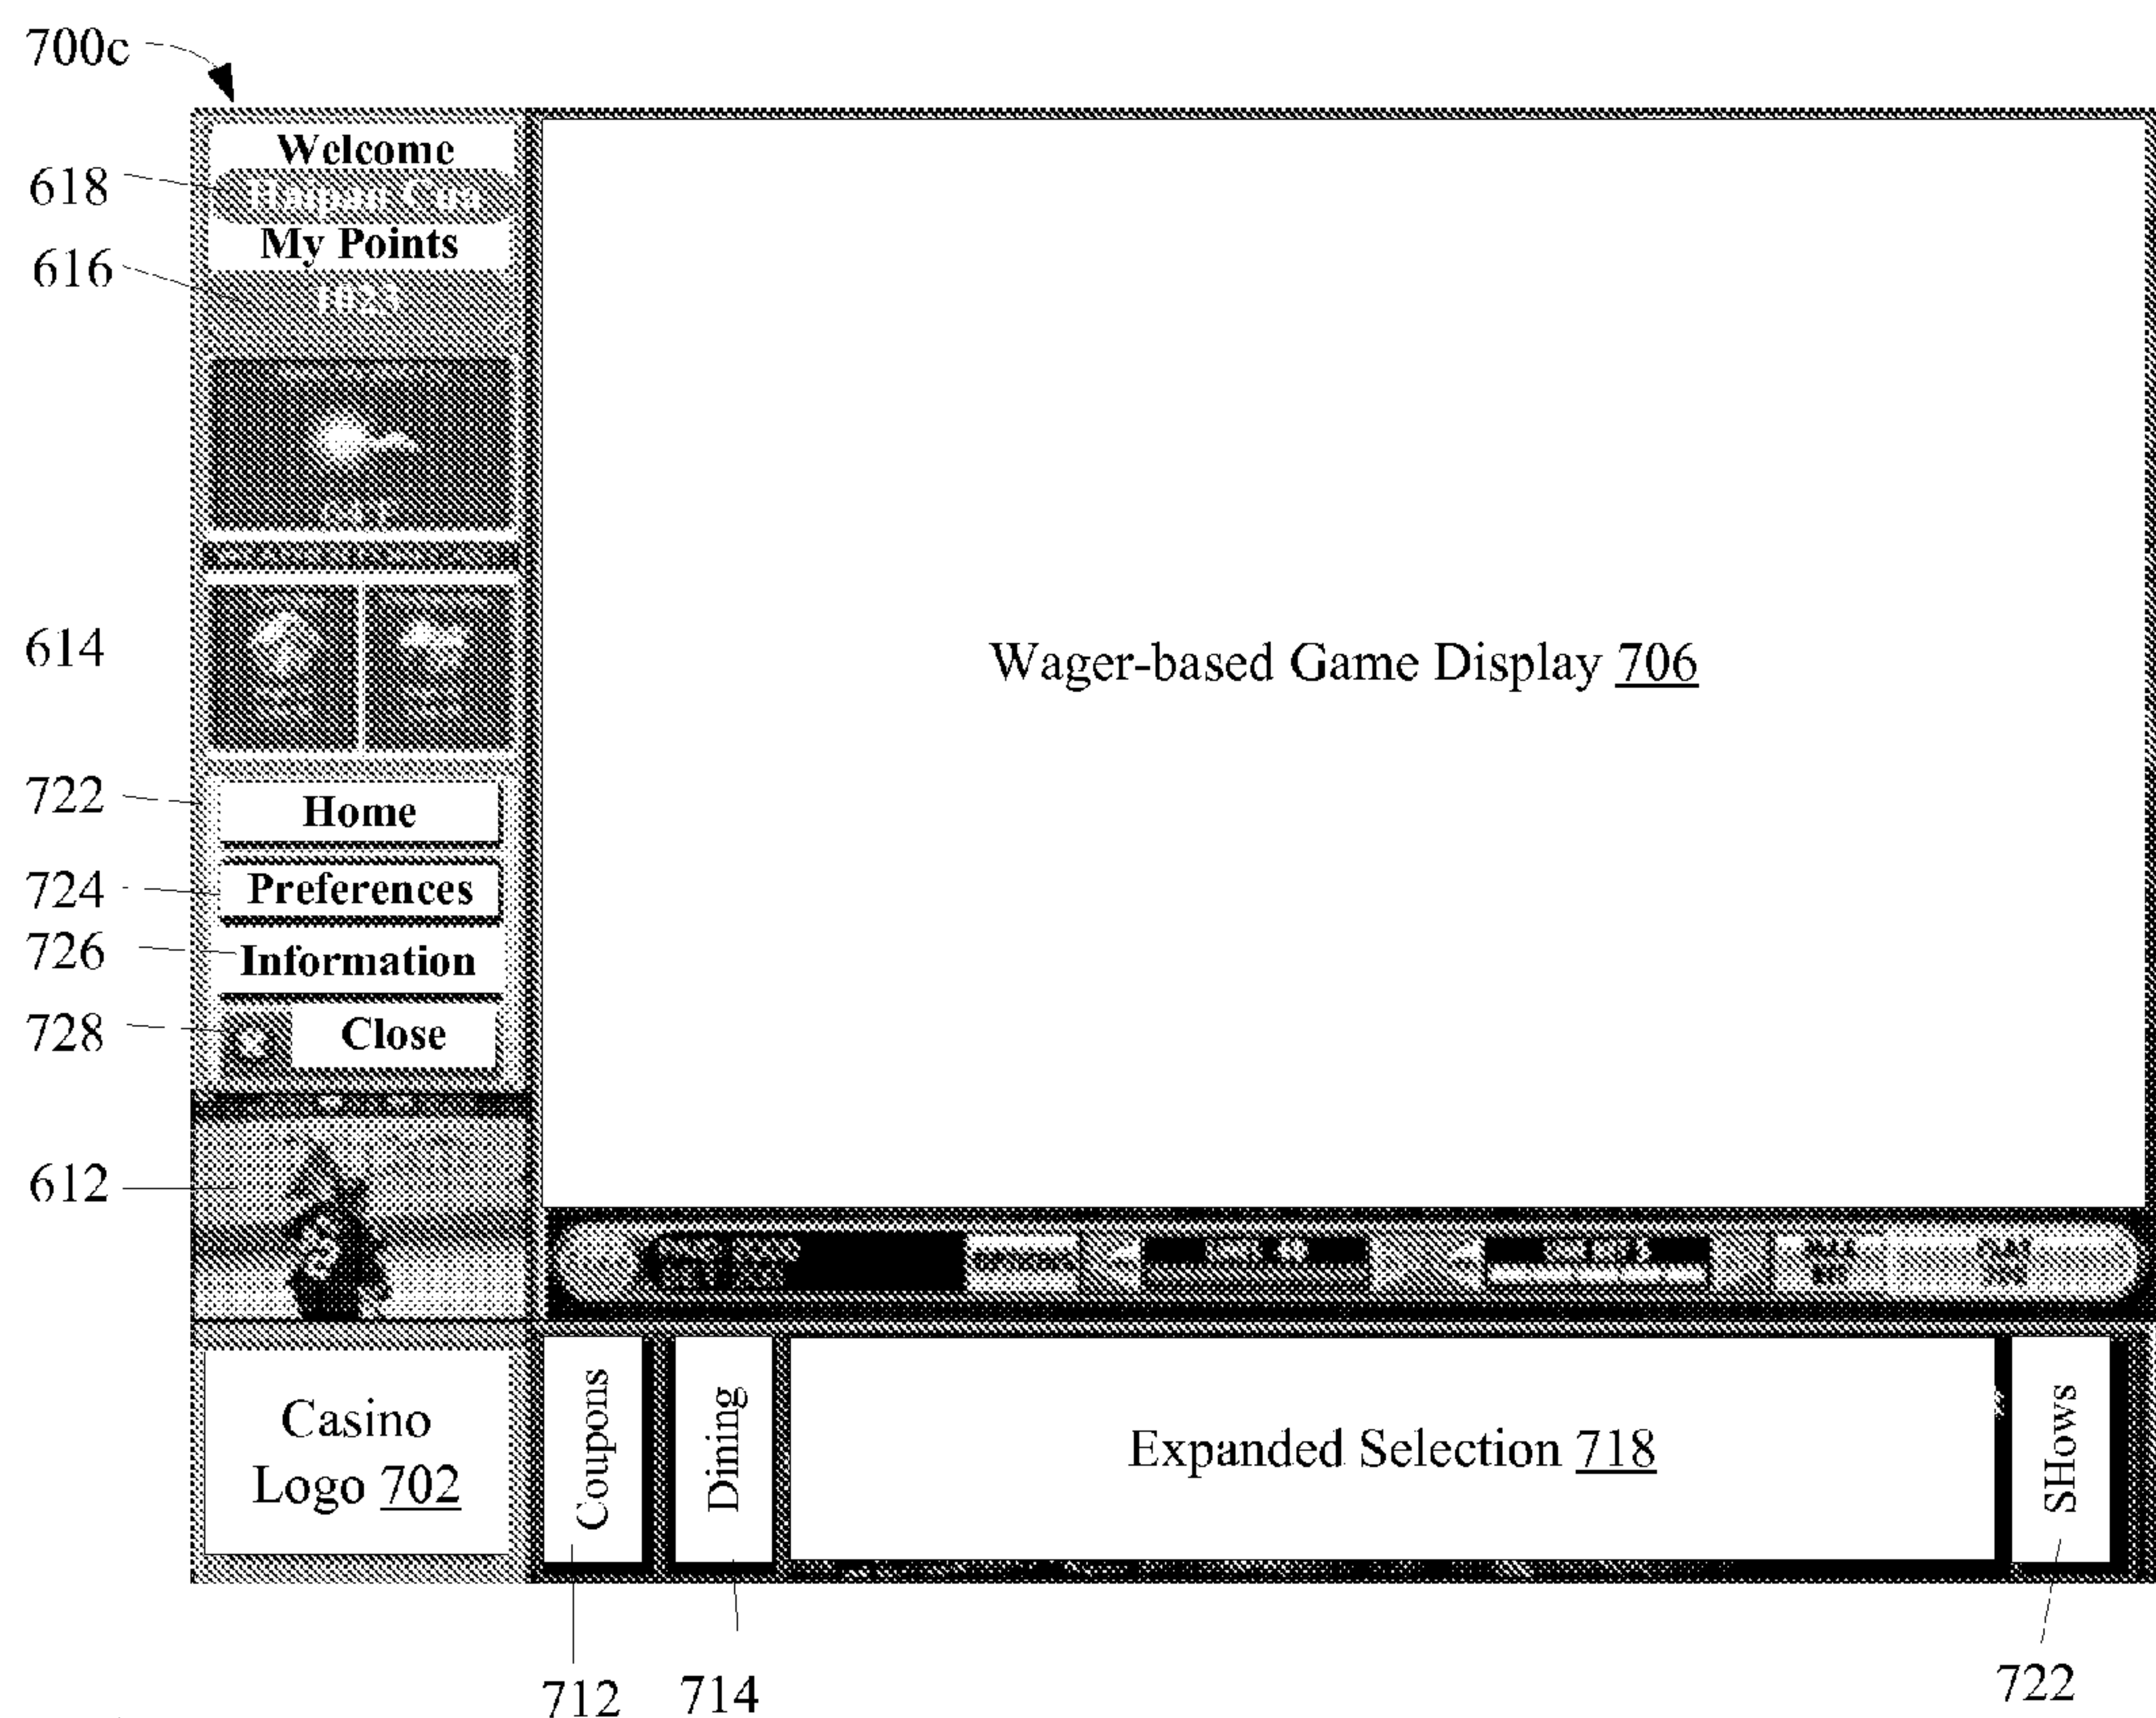 700c
Welcome
618
My Points
616
1023
614
722
Home
724
Preferences
726
Information
728
Close
612
Wager-based Game Display 706
Casino
Logo 702
Coupons
Dining
Expanded Selection 718
SHows
712
714
722